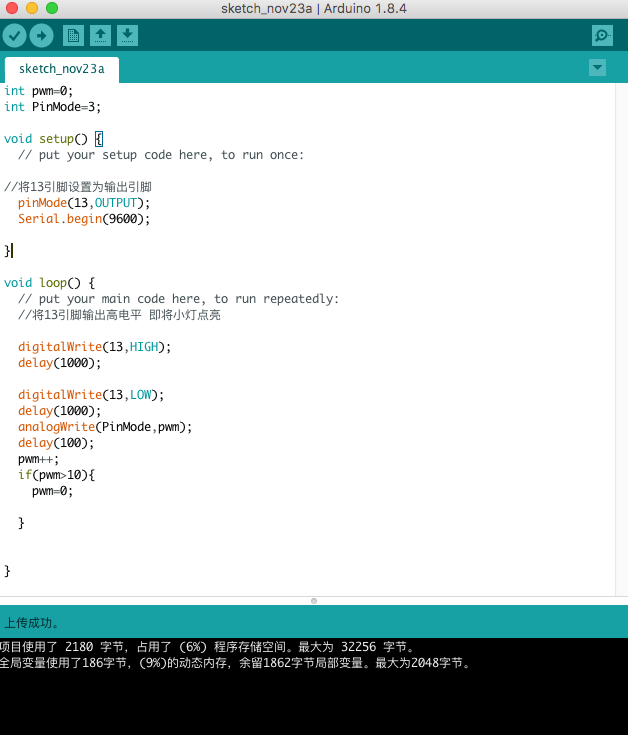 sketch_nov23a | Arduino 1.8.4
sketch_nov23a
int pwm=0;
int PinMode=3;
void setup() {
// put your setup code here, to run once:
//将13引脚设置为输出引脚
pinMode(13,OUTPUT);
Serial.begin(9600);
}
void loop() {
// put your main code here, to run repeatedly:
//将13引脚输出高电平 即将小灯点亮
digitalWrite(13,HIGH);
delay(1000);
digitalWrite(13,LOW);
delay(1000);
analogWrite(PinMode,pwm);
delay(100);
pwm++;
if(pwm>10){
pwm=0;
}
}
上传成功。
项目使用了 2180 字节，占用了 (6%) 程序存储空间。最大为 32256 字节。
全局变量使用了186字节，(9%)的动态内存，余留1862字节局部变量。最大为2048字节。